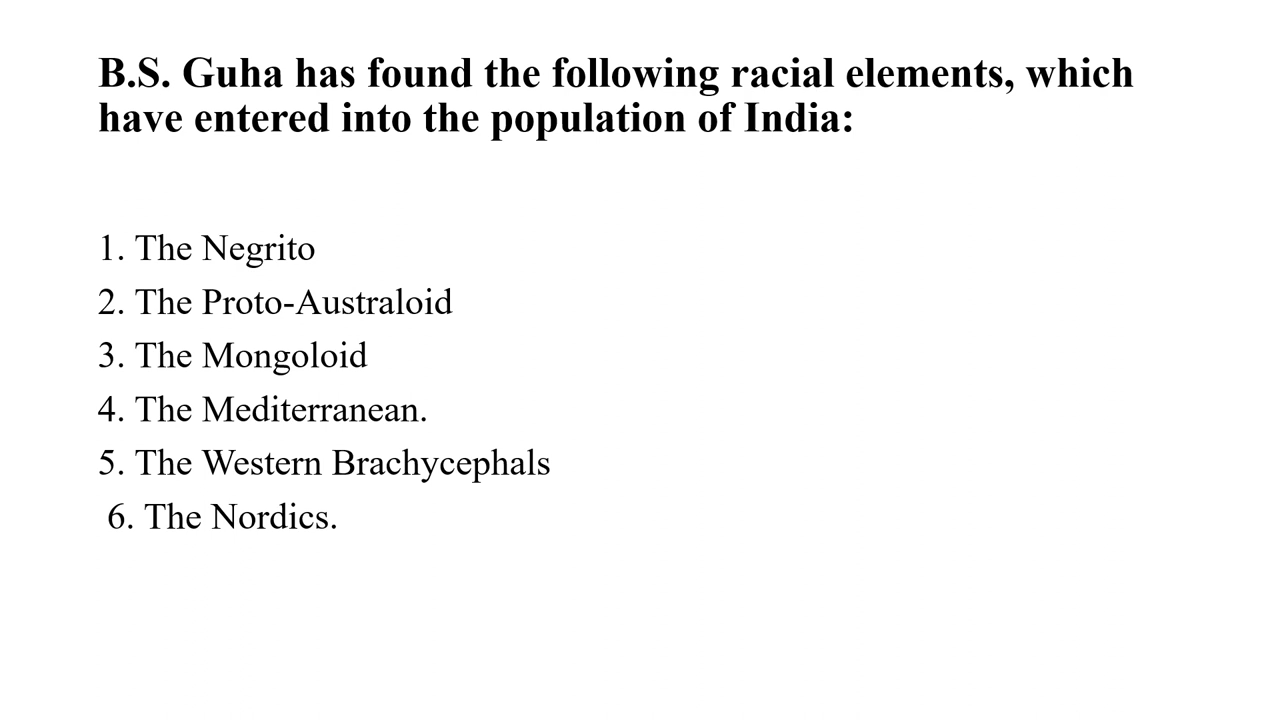 B.S. Guha has found the following racial elements, which
have entered into the population of India:
1. The Negrito
2. The Proto-Australoid
3. The Mongoloid
4. The Mediterranean.
5. The Western Brachycephals
6. The Nordics.